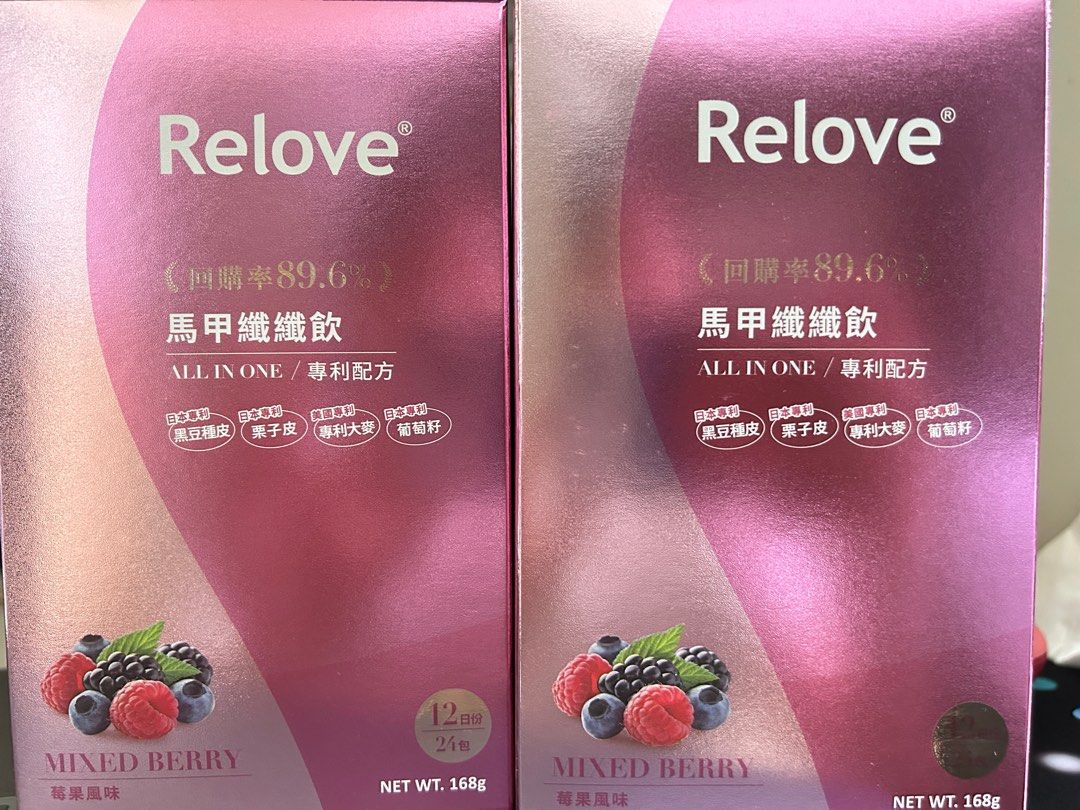 Relove®
《回購率89.6%》
馬甲纖纖飲
ALL IN ONE / 專利配方
日本專利 日本專利 美國專利 日本專利
黑豆種皮 栗子皮 專利大麥 葡萄籽
12日份
24包
MIXED BERRY
莓果風味
NET WT. 168g
Relove®
《回購率89.6%》
馬甲纖纖飲
ALL IN ONE / 專利配方
日本專利 日本專利 美國專利 日本專利
黑豆種皮 栗子皮 專利大麥 葡萄籽
12
MIXED BERRY
莓果風味
NET WT. 168g